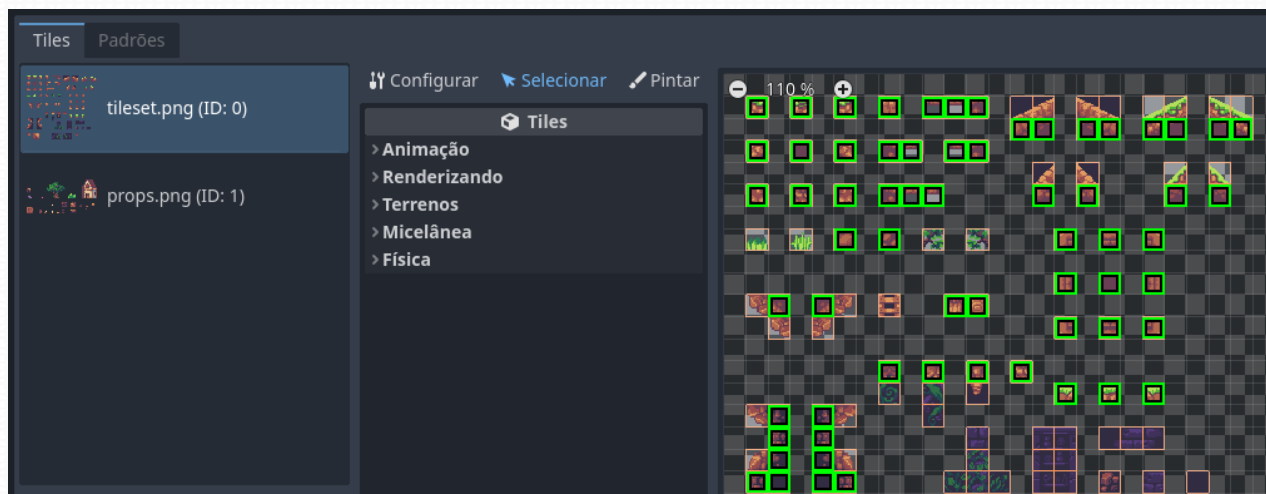 Tiles Padrões
tileset.png (ID: 0)
props.png (ID: 1)
Configurar Selecionar Pintar
Tiles
Animação
Renderizando
Terrenos
Micelânea
Física
110 %